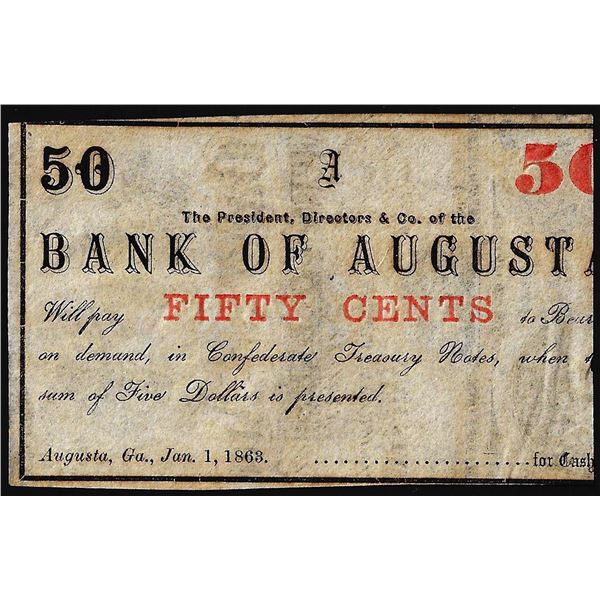 50 A 50
The President, Directors & Co. of the
BANK OF AUGUSTA
Will pay FIFTY CENTS to Bear
on demand, in Confederate Treasury Notes, when
sum of Five Dollars is presented.
Augusta, Ga., Jan. 1, 1863. ........................for Cash